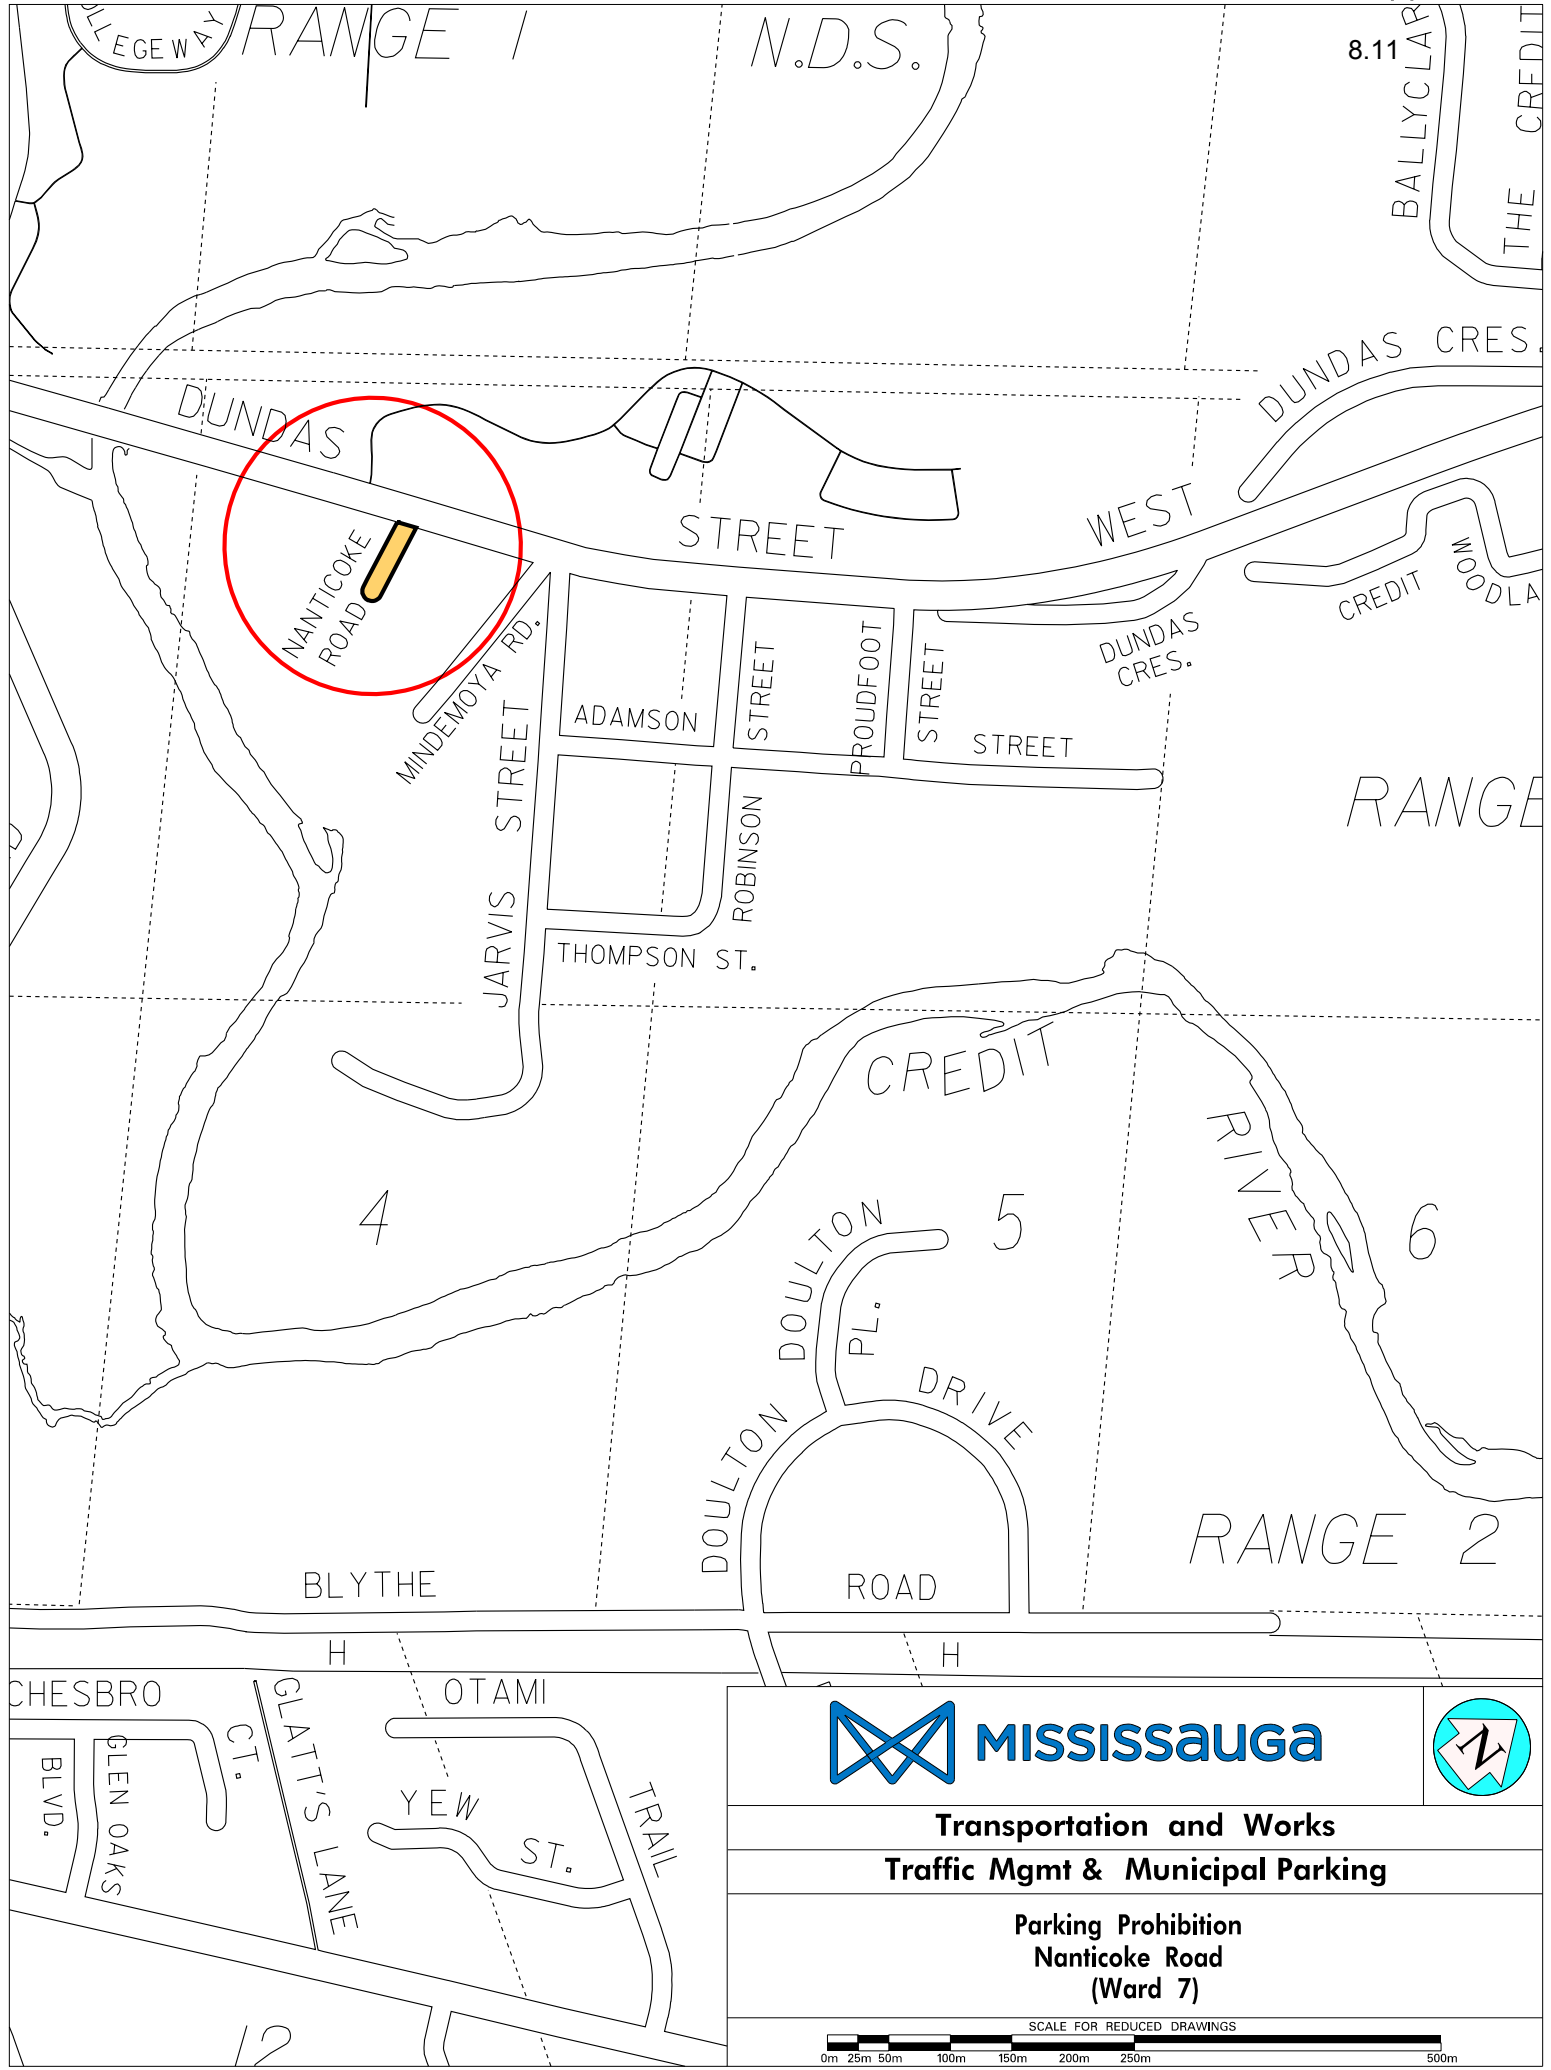 8.11
OLLEGEWAY
RANGE 1
N.D.S.
BALLYCLAR
THE CREDIT
DUNDAS CRES.
DUNDAS
STREET
WEST
NANTICOKE
ROAD
MINDEMOYA RD.
CREDIT
WOODLA
DUNDAS
CRES.
STREET
PROUDFOOT
STREET
ADAMSON
STREET
JARVIS STREET
ROBINSON
RANGE
THOMPSON ST.
CREDIT
RIVER
4
5
6
DOULTON
PL.
DOULTON
DRIVE
RANGE 2
BLYTHE
ROAD
H
H
CHESBRO
CT.
GLATT'S LANE
OTAMI
TRAIL
BLVD.
GLEN OAKS
YEW
ST.
12
MISSISSAUGA
N
Transportation and Works
Traffic Mgmt & Municipal Parking
Parking Prohibition
Nanticoke Road
(Ward 7)
SCALE FOR REDUCED DRAWINGS
0m 25m 50m 100m 150m 200m 250m 500m